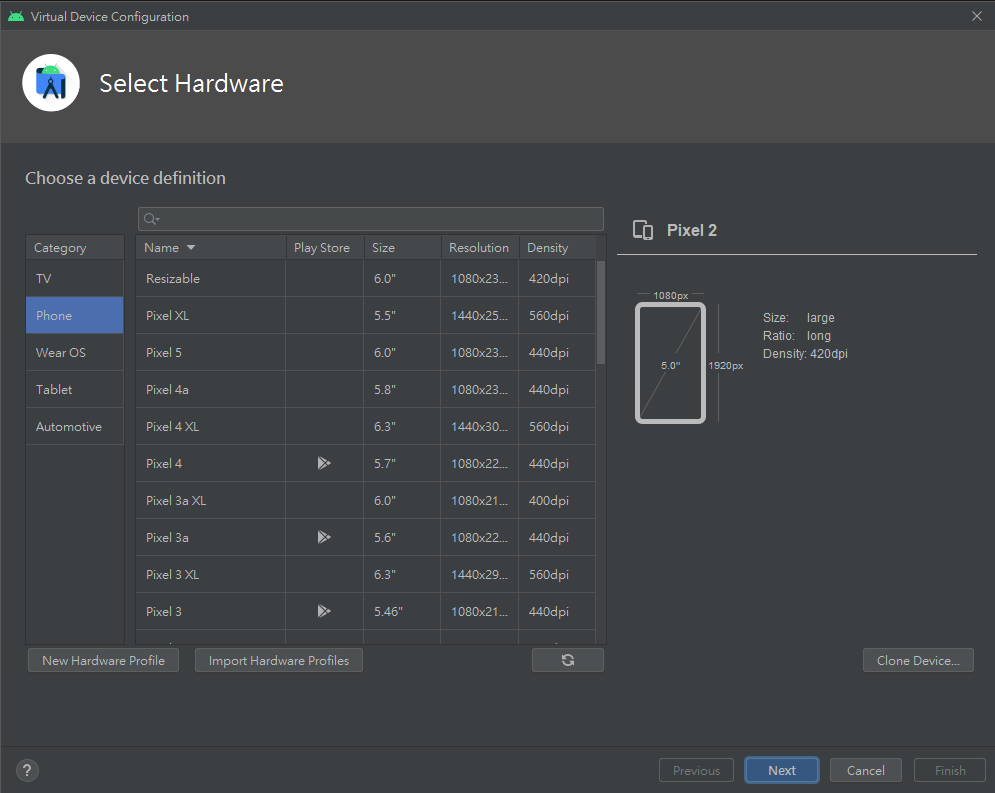 Virtual Device Configuration
Select Hardware
Choose a device definition
Category
TV
Phone
Wear OS
Tablet
Automotive
Name Play Store Size Resolution Density
Resizable 6.0" 1080x23... 420dpi
Pixel XL 5.5" 1440x25... 560dpi
Pixel 5 6.0" 1080x23... 440dpi
Pixel 4a 5.8" 1080x23... 440dpi
Pixel 4 XL 6.3" 1440x30... 560dpi
Pixel 4 5.7" 1080x22... 440dpi
Pixel 3a XL 6.0" 1080x21... 400dpi
Pixel 3a 5.6" 1080x22... 440dpi
Pixel 3 XL 6.3" 1440x29... 560dpi
Pixel 3 5.46" 1080x21... 440dpi
Pixel 2
1080px
5.0"
1920px
Size: large
Ratio: long
Density: 420dpi
New Hardware Profile Import Hardware Profiles Clone Device...
? Previous Next Cancel Finish